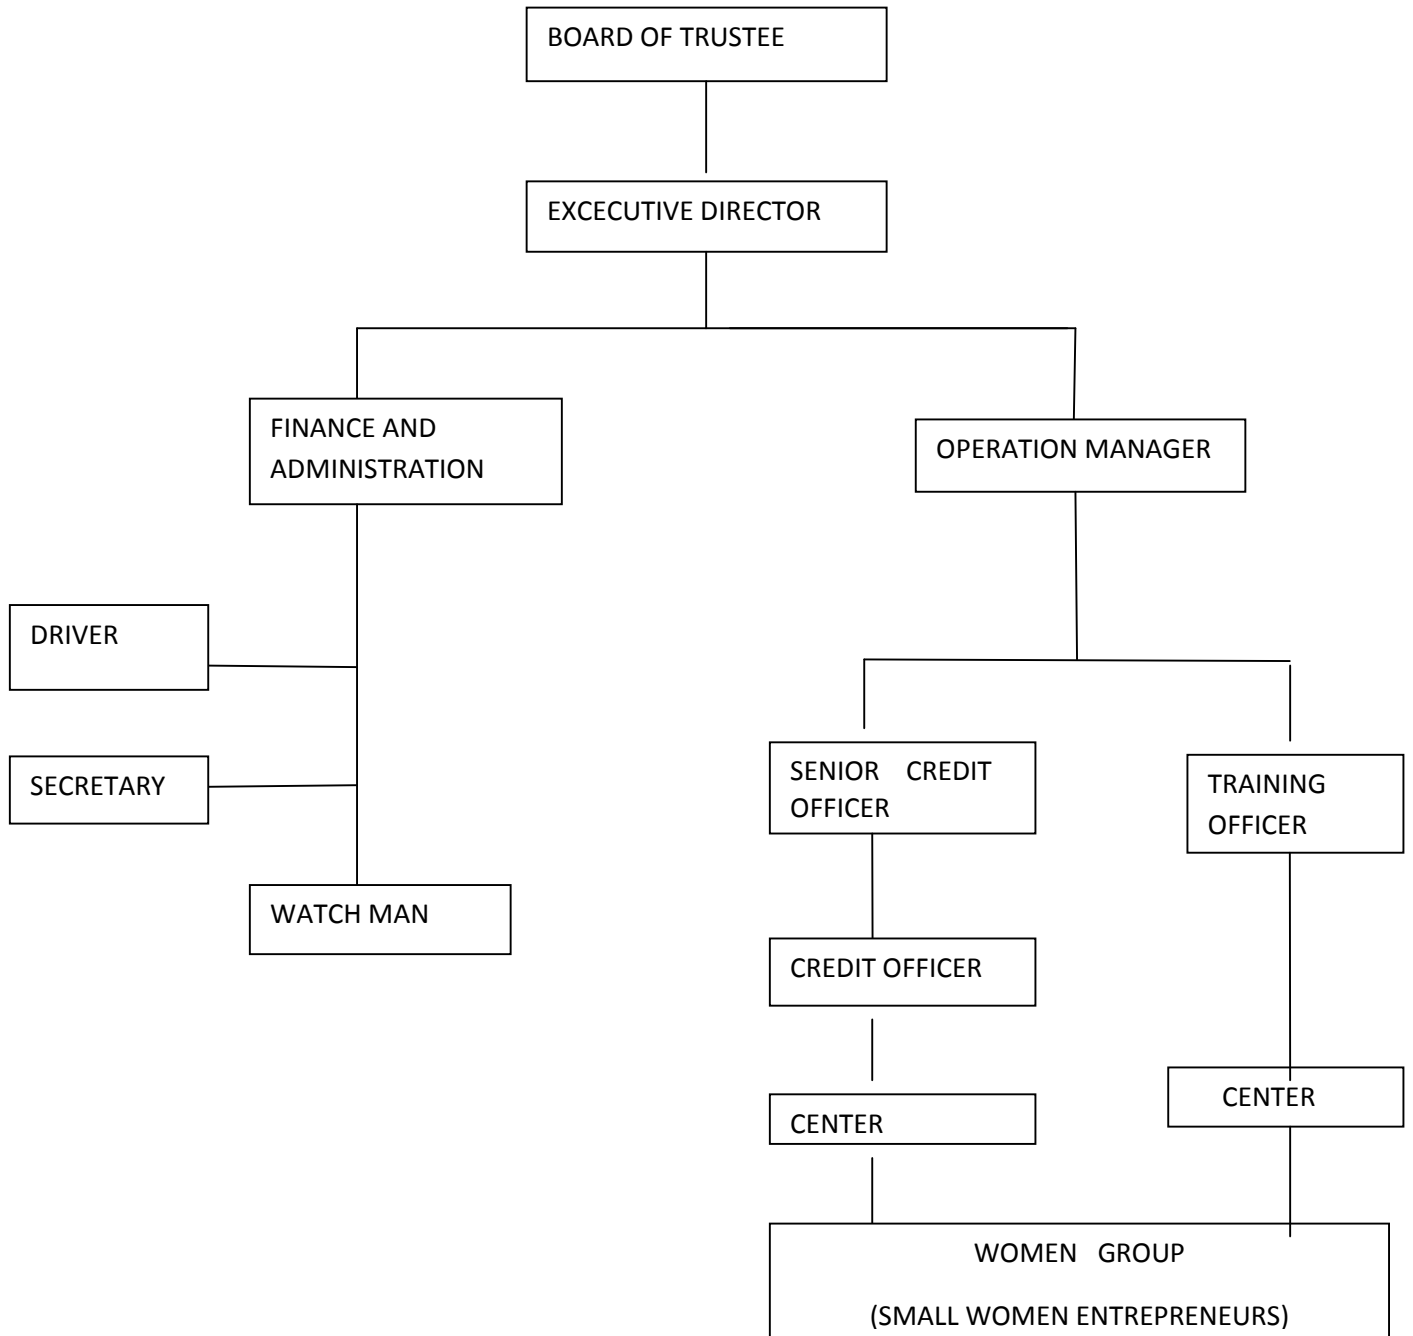 BOARD OF TRUSTEE
EXCECUTIVE DIRECTOR
FINANCE AND
ADMINISTRATION
OPERATION MANAGER
DRIVER
SECRETARY
WATCH MAN
SENIOR CREDIT
OFFICER
TRAINING
OFFICER
CREDIT OFFICER
CENTER
CENTER
WOMEN GROUP
(SMALL WOMEN ENTREPRENEURS)